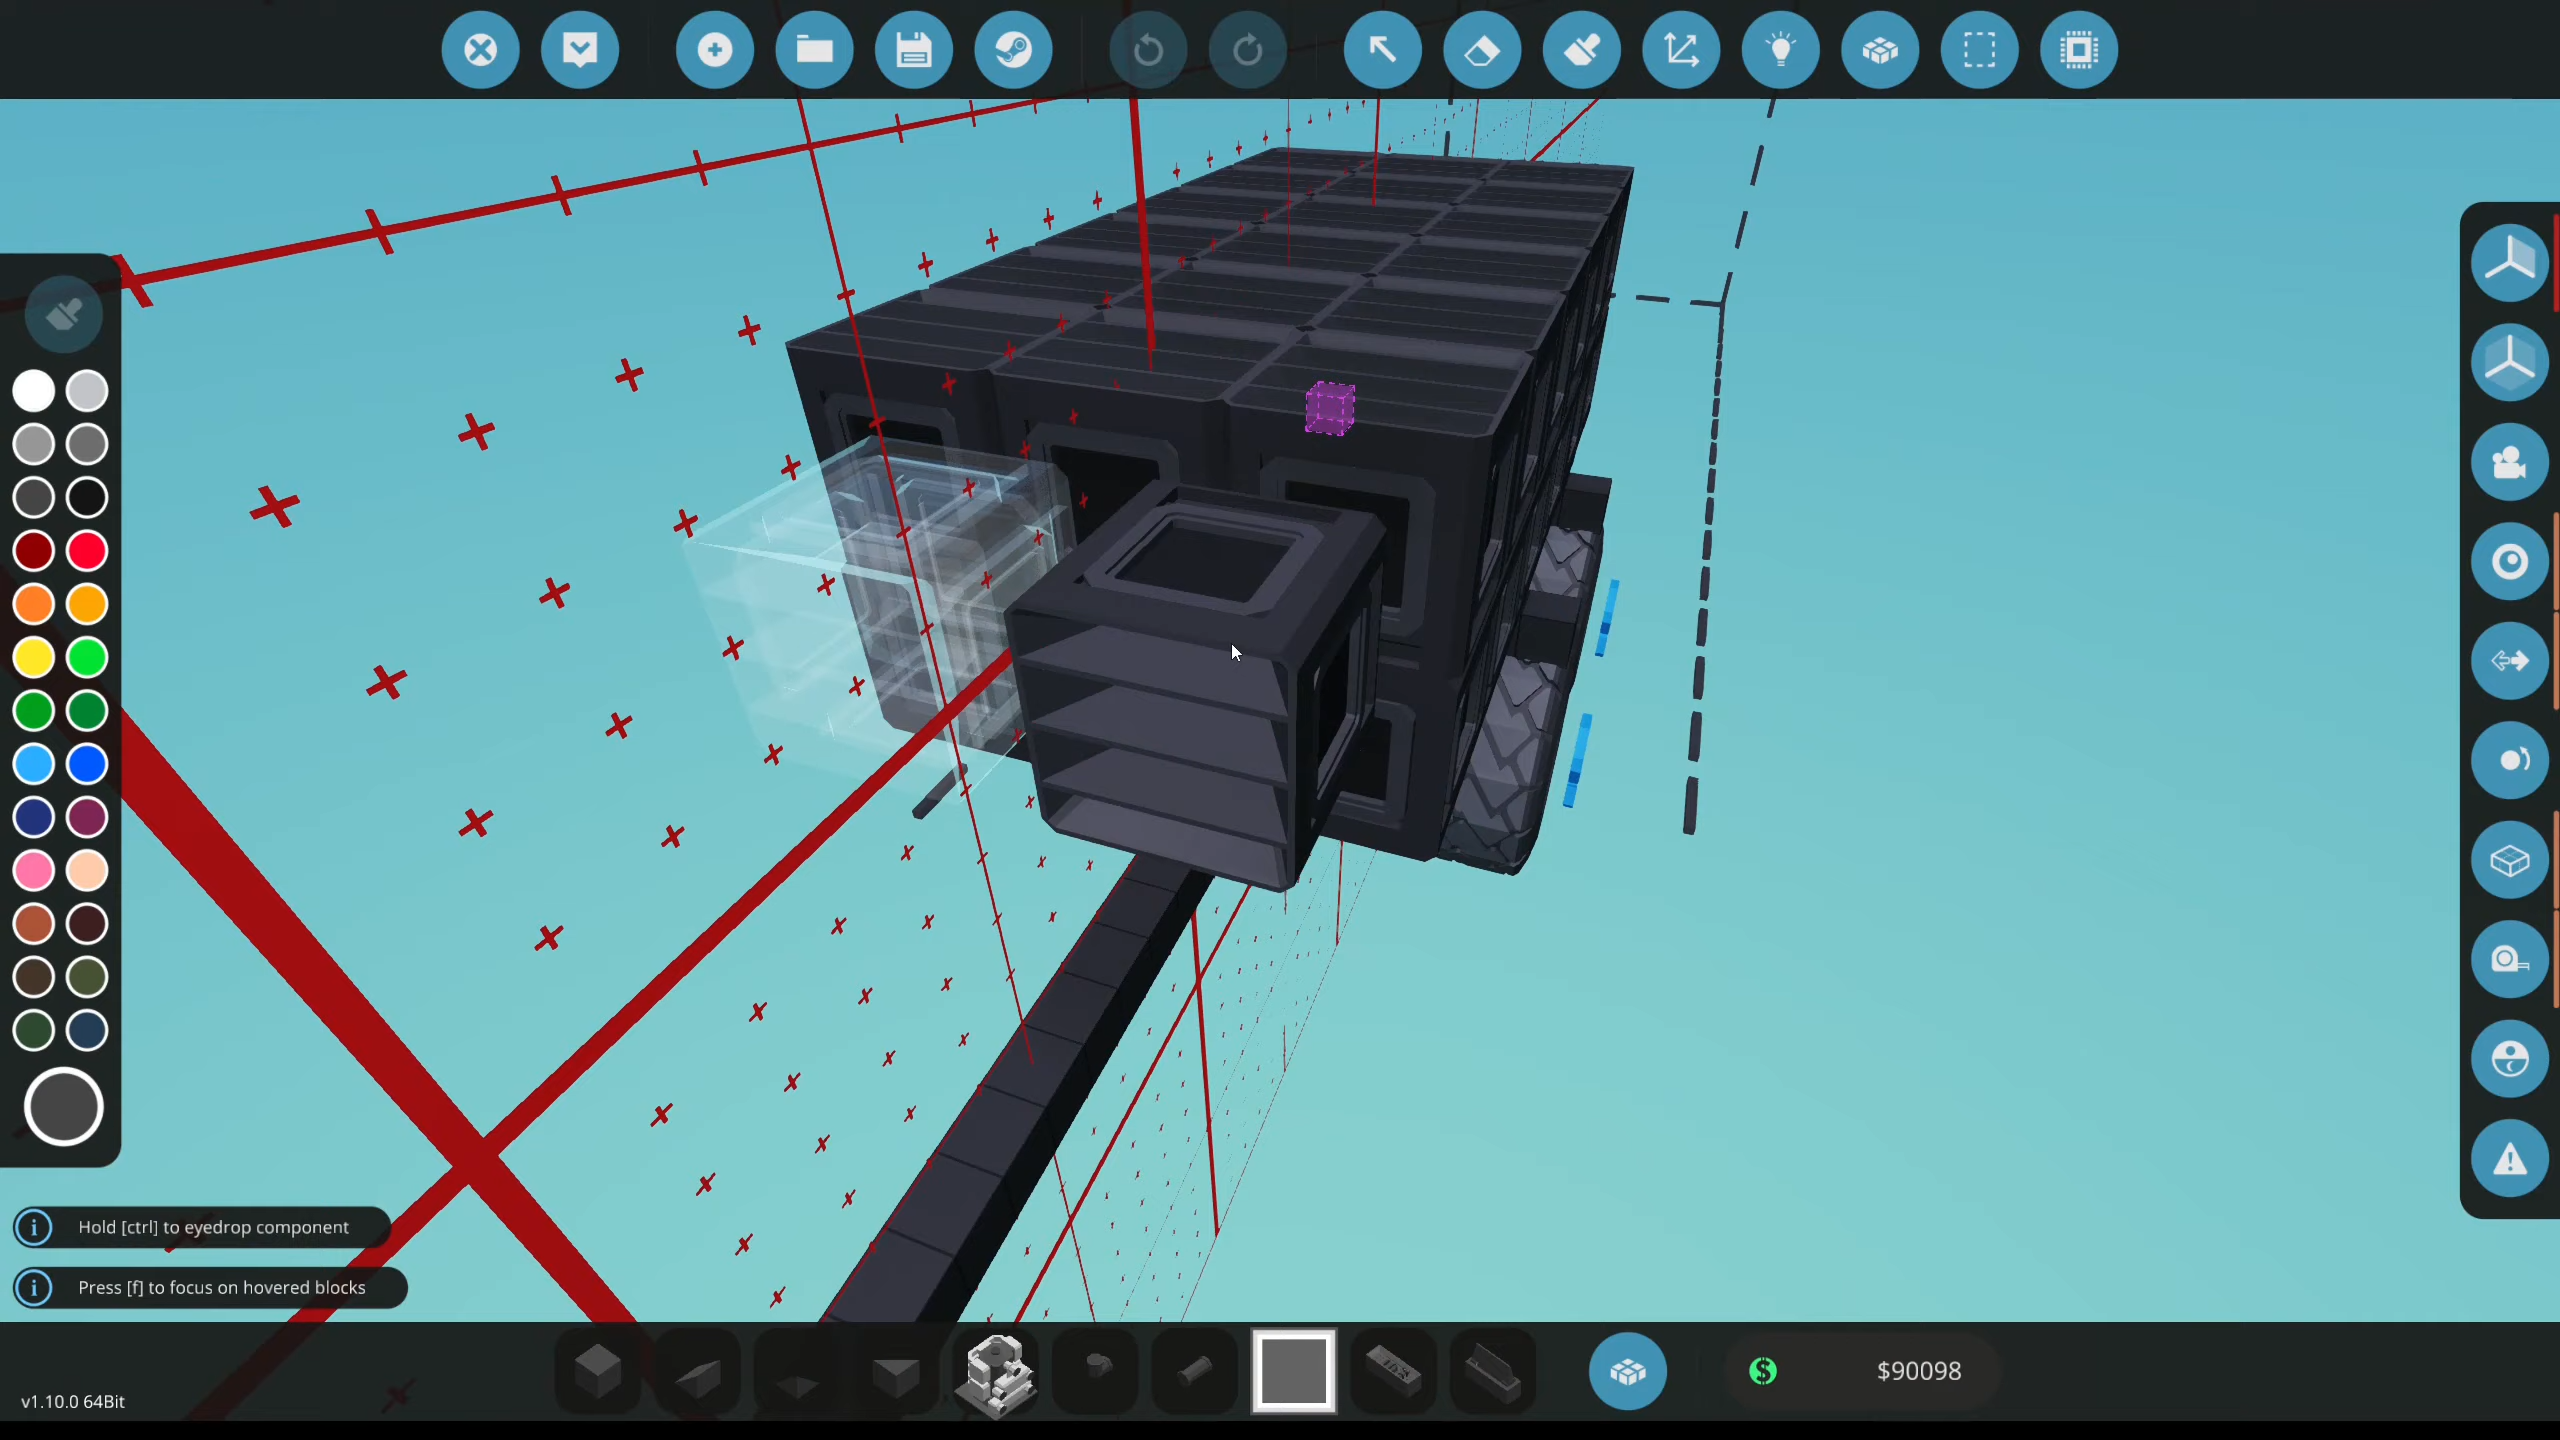 Hold [ctrl] to eyedrop component
Press [f] to focus on hovered blocks
$90098
v1.10.0 64Bit